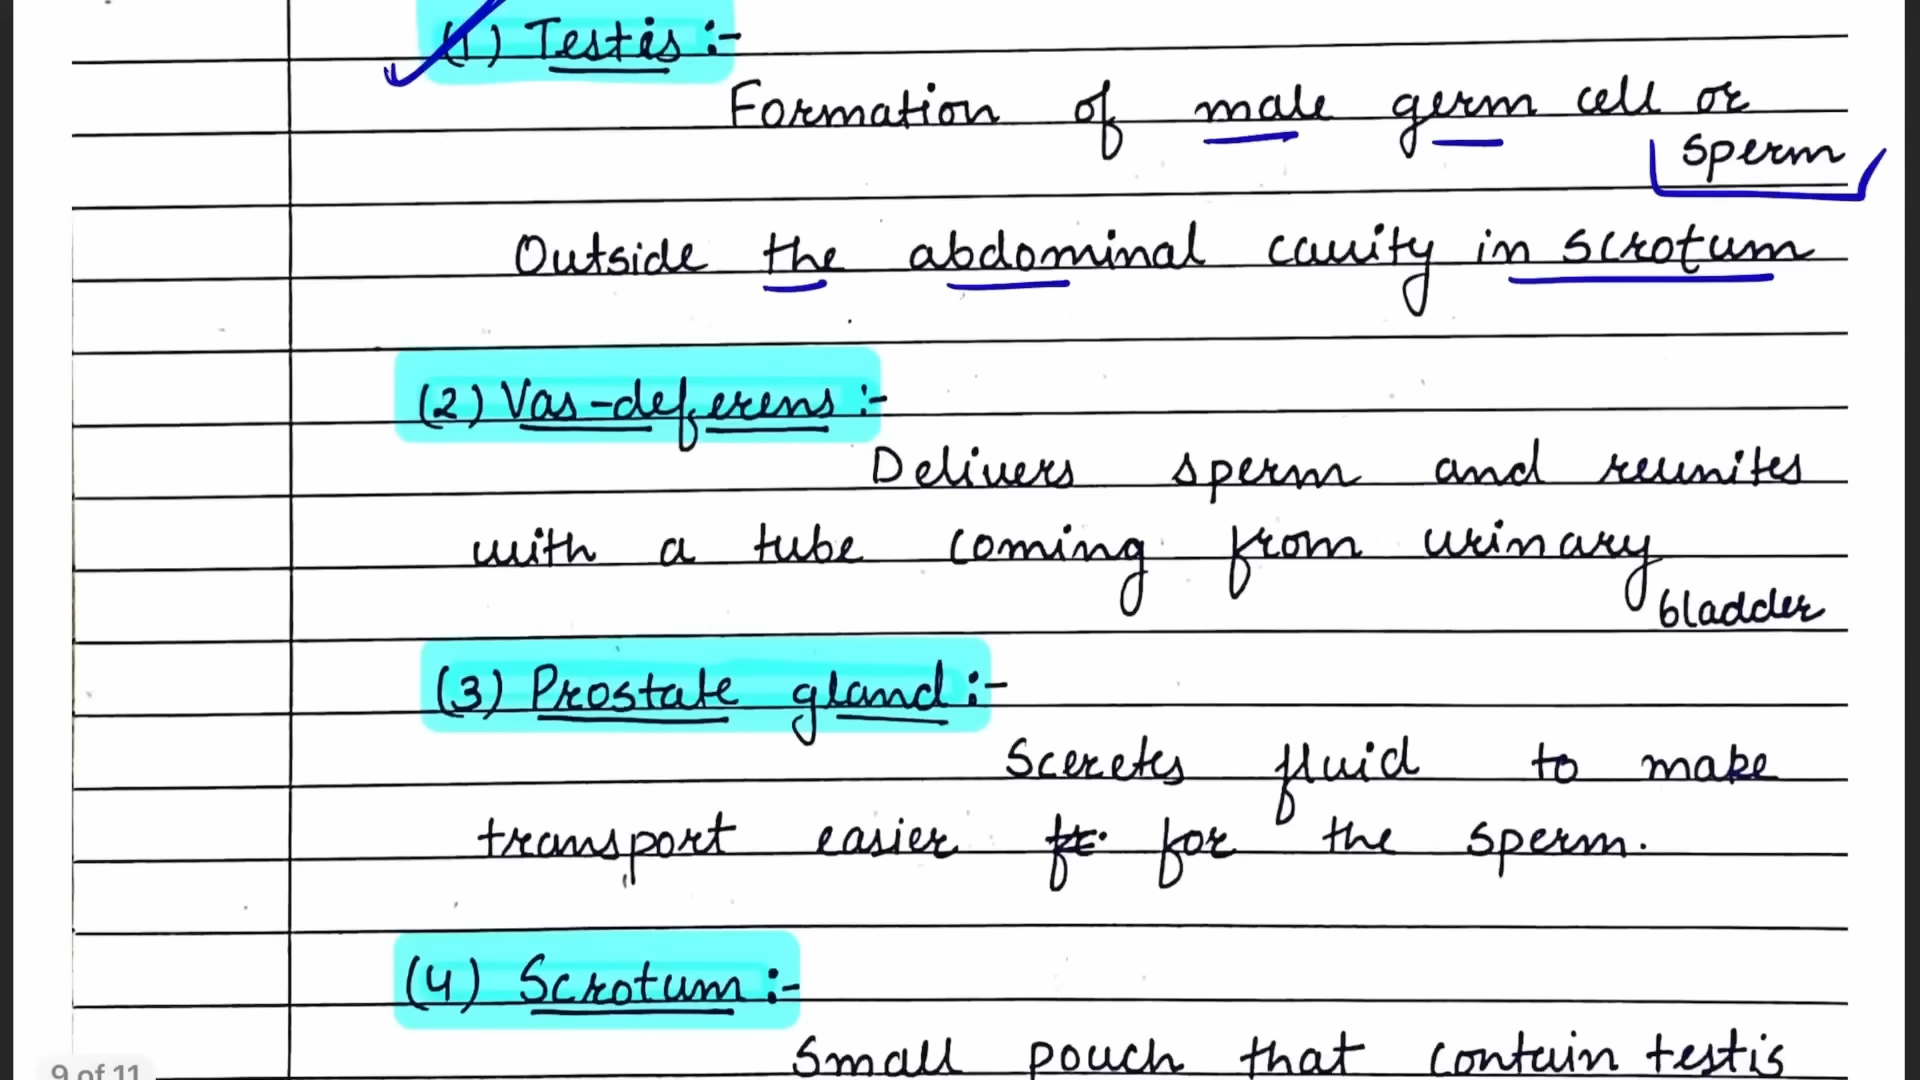 (1) Testis :-
Formation of male germ cell or
sperm
Outside the abdominal cavity in scrotum
(2) Vas-deferens :-
Delivers sperm and reunites
with a tube coming from urinary
bladder
(3) Prostate gland :-
Sceretes fluid to make
transport easier for the sperm.
(4) Scrotum :-
Small pouch that contain testis
9 of 11